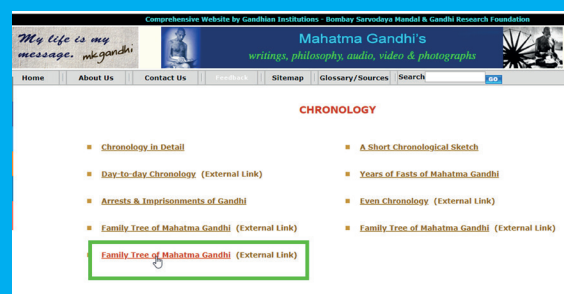 Comprehensive Website by Gandhian Institutions - Bombay Sarvodaya Mandal & Gandhi Research Foundation
My life is my
message. mkgandhi
Mahatma Gandhi's
writings, philosophy, audio, video & photographs
Home About Us Contact Us Feedback Sitemap Glossary/Sources Search GO
CHRONOLOGY
Chronology in Detail
A Short Chronological Sketch
Day-to-day Chronology (External Link)
Years of Fasts of Mahatma Gandhi
Arrests & Imprisonments of Gandhi
Even Chronology (External Link)
Family Tree of Mahatma Gandhi (External Link)
Family Tree of Mahatma Gandhi (External Link)
Family Tree of Mahatma Gandhi (External Link)